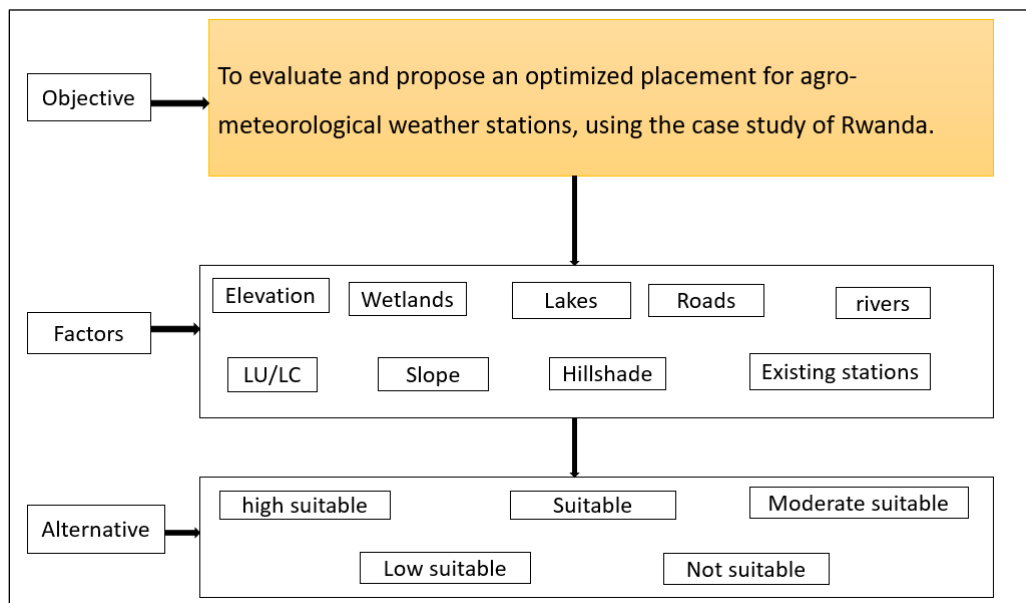 Objective
To evaluate and propose an optimized placement for agro-
meteorological weather stations, using the case study of Rwanda.
Factors
Elevation
Wetlands
Lakes
Roads
rivers
LU/LC
Slope
Hillshade
Existing stations
Alternative
high suitable
Suitable
Moderate suitable
Low suitable
Not suitable